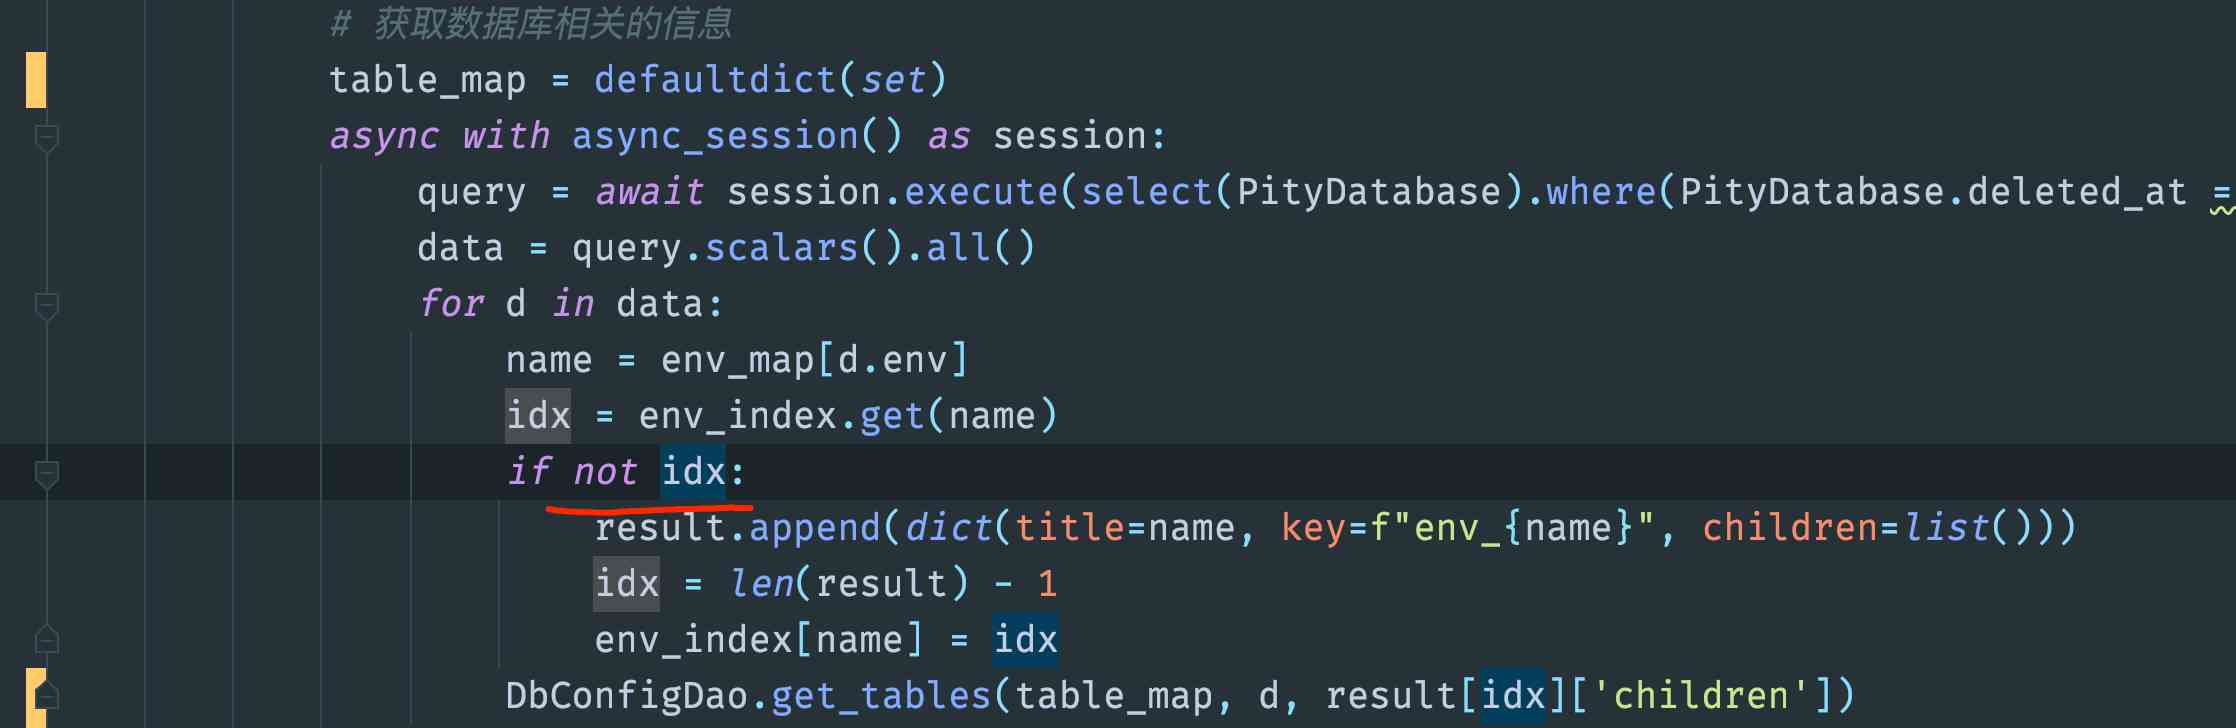 # 获取数据库相关的信息
table_map = defaultdict(set)
async with async_session() as session:
query = await session.execute(select(PityDatabase).where(PityDatabase.deleted_at =
data = query.scalars().all()
for d in data:
name = env_map[d.env]
idx = env_index.get(name)
if not idx:
result.append(dict(title=name, key=f"env_{name}", children=list()))
idx = len(result) - 1
env_index[name] = idx
DbConfigDao.get_tables(table_map, d, result[idx]['children'])